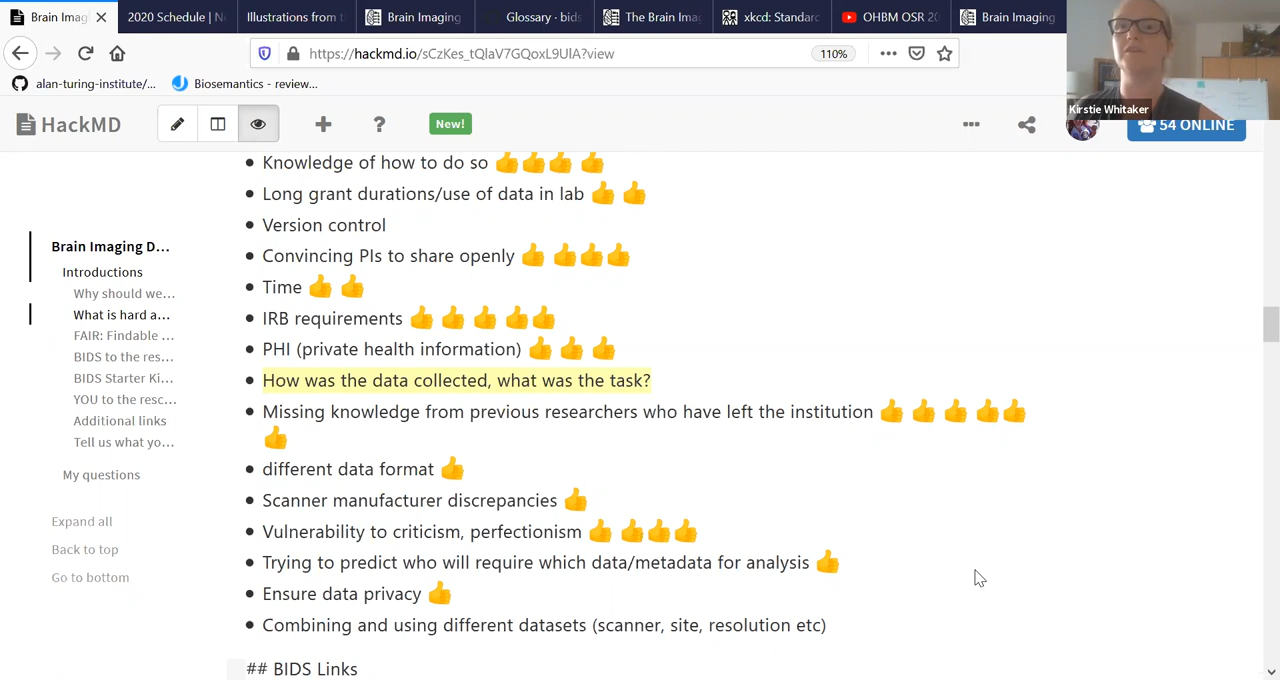 Brain Imag
2020 Schedule | N
Illustrations from t
Brain Imaging
Glossary · bids
The Brain Ima
xkcd: Standar
OHBM OSR 20
Brain Imaging
https://hackmd.io/sCzKes_tQlaV7GQoxL9UlA?view
110%
alan-turing-institute/...
Biosemantics - review...
Kirstie Whitaker
HackMD
New!
54 ONLINE
Brain Imaging D...
Introductions
Why should we...
What is hard a...
FAIR: Findable ...
BIDS to the res...
BIDS Starter Ki...
YOU to the resc...
Additional links
Tell us what yo...
My questions
Expand all
Back to top
Go to bottom
Knowledge of how to do so 👍👍👍 👍
Long grant durations/use of data in lab 👍 👍
Version control
Convincing PIs to share openly 👍 👍👍👍
Time 👍 👍
IRB requirements 👍 👍 👍 👍👍
PHI (private health information) 👍 👍 👍
How was the data collected, what was the task?
Missing knowledge from previous researchers who have left the institution 👍 👍 👍 👍👍
👍
different data format 👍
Scanner manufacturer discrepancies 👍
Vulnerability to criticism, perfectionism 👍 👍👍👍
Trying to predict who will require which data/metadata for analysis 👍
Ensure data privacy 👍
Combining and using different datasets (scanner, site, resolution etc)
## BIDS Links